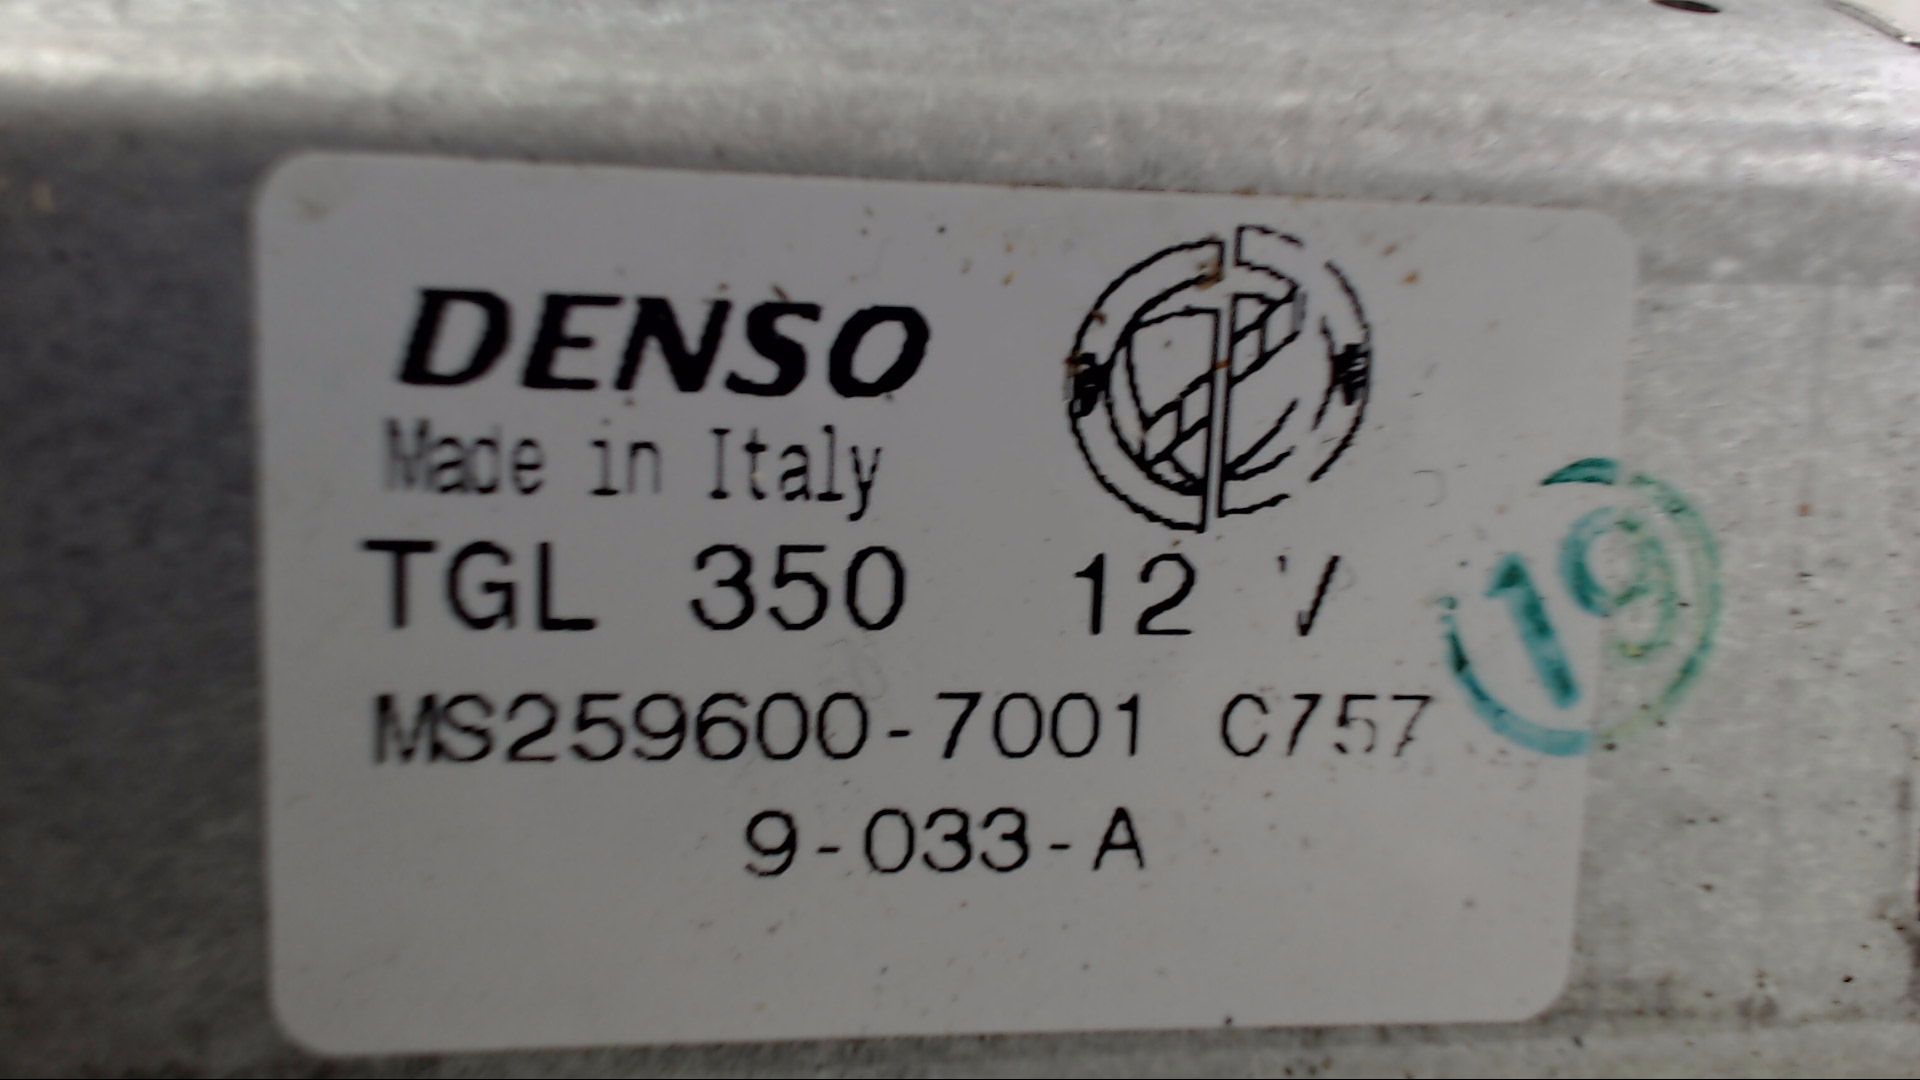 DENSO
Made in Italy
TGL 350 12 V
19
MS259600-7001 C757
9-033-A